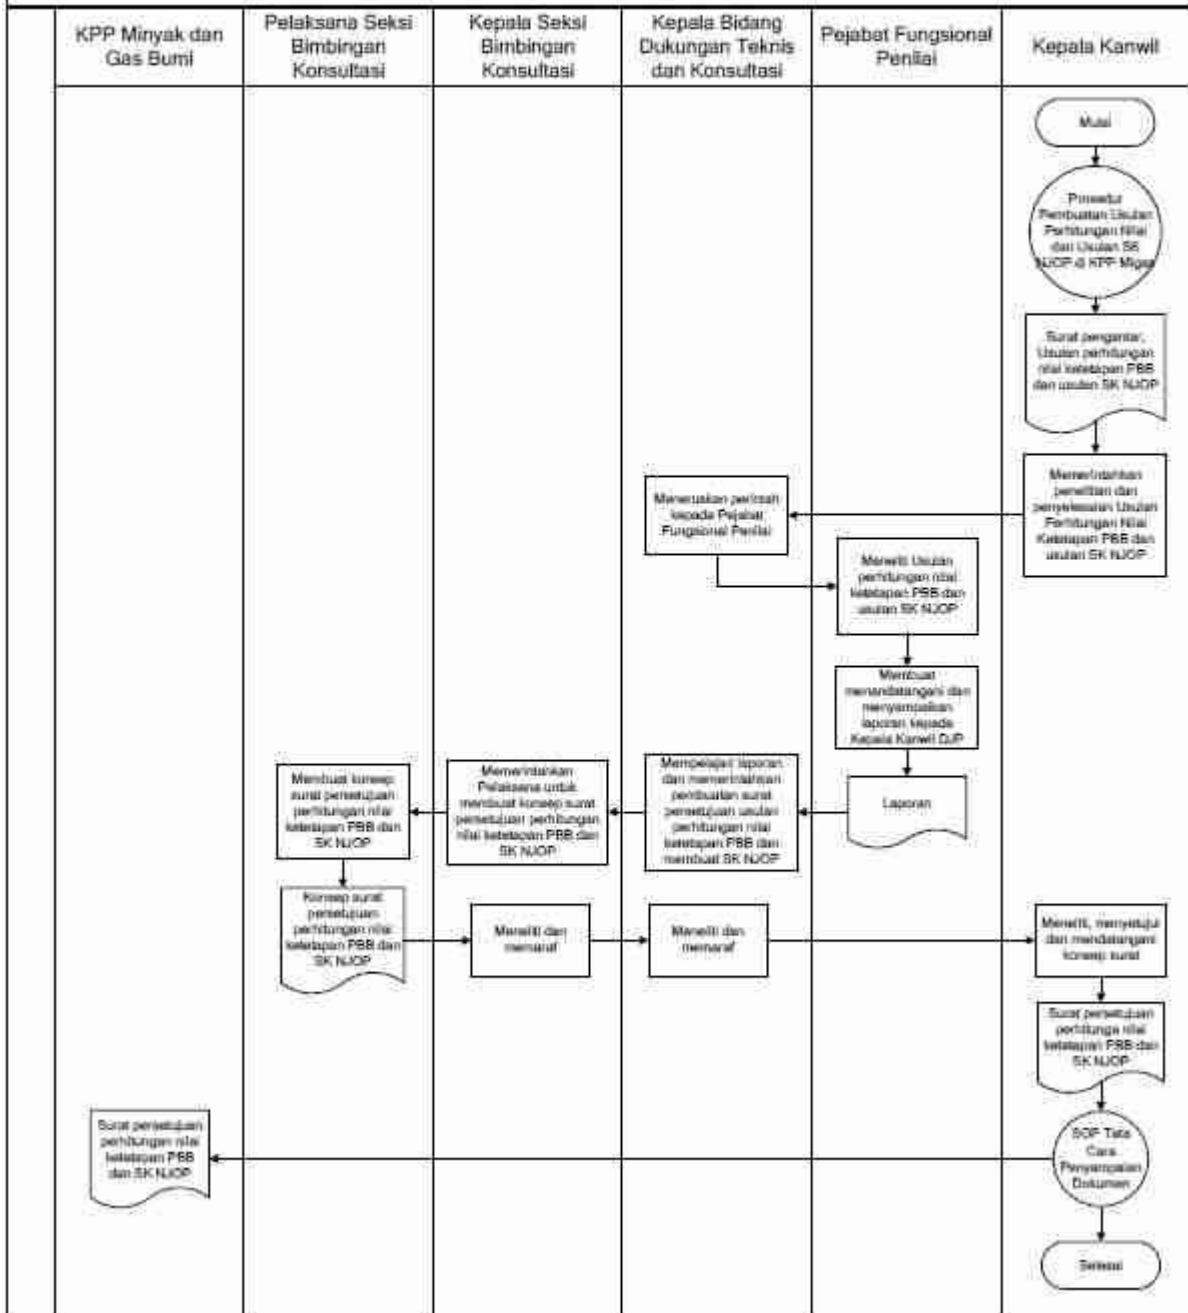 KPP Minyak dan
Gas Bumi
Pelaksana Seksi
Bimbingan
Konsultasi
Kepala Seksi
Bimbingan
Konsultasi
Kepala Bidang
Dukungan Teknis
dan Konsultasi
Pejabat Fungsional
Penilai
Kepala Kanwil
Mulai
Prosedur
Pembuatan Usulan
Perhitungan Nilai
dan Usulan SK
NJOP di KPP Migas
Surat pengantar,
Usulan perhitungan
nilai ketetapan PBB
dan usulan SK NJOP
Memerintahkan
penelitian dan
penyelesaian Usulan
Perhitungan Nilai
Ketetapan PBB dan
usulan SK NJOP
Meneruskan perintah
kepada Pejabat
Fungsional Penilai
Meneliti Usulan
perhitungan nilai
ketetapan PBB dan
usulan SK NJOP
Membuat
menandatangani dan
menyampaikan
laporan kepada
Kepala Kanwil DJP
Laporan
Mempelajari laporan
dan memerintahkan
pembuatan surat
persetujuan usulan
perhitungan nilai
ketetapan PBB dan
membuat SK NJOP
Memerintahkan
Pelaksana untuk
membuat konsep surat
persetujuan perhitungan
nilai ketetapan PBB dan
SK NJOP
Membuat konsep
surat persetujuan
perhitungan nilai
ketetapan PBB dan
SK NJOP
Konsep surat
persetujuan
perhitungan nilai
ketetapan PBB dan
SK NJOP
Meneliti dan
memaraf
Meneliti dan
memaraf
Meneliti, menyetujui
dan mendatangani
konsep surat
Surat persetujuan
perhitunga nilai
ketetapan PBB dan
SK NJOP
SOP Tata
Cara
Penyampaian
Dokumen
Surat persetujuan
perhitungan nilai
ketetapan PBB
dan SK NJOP
Selesai